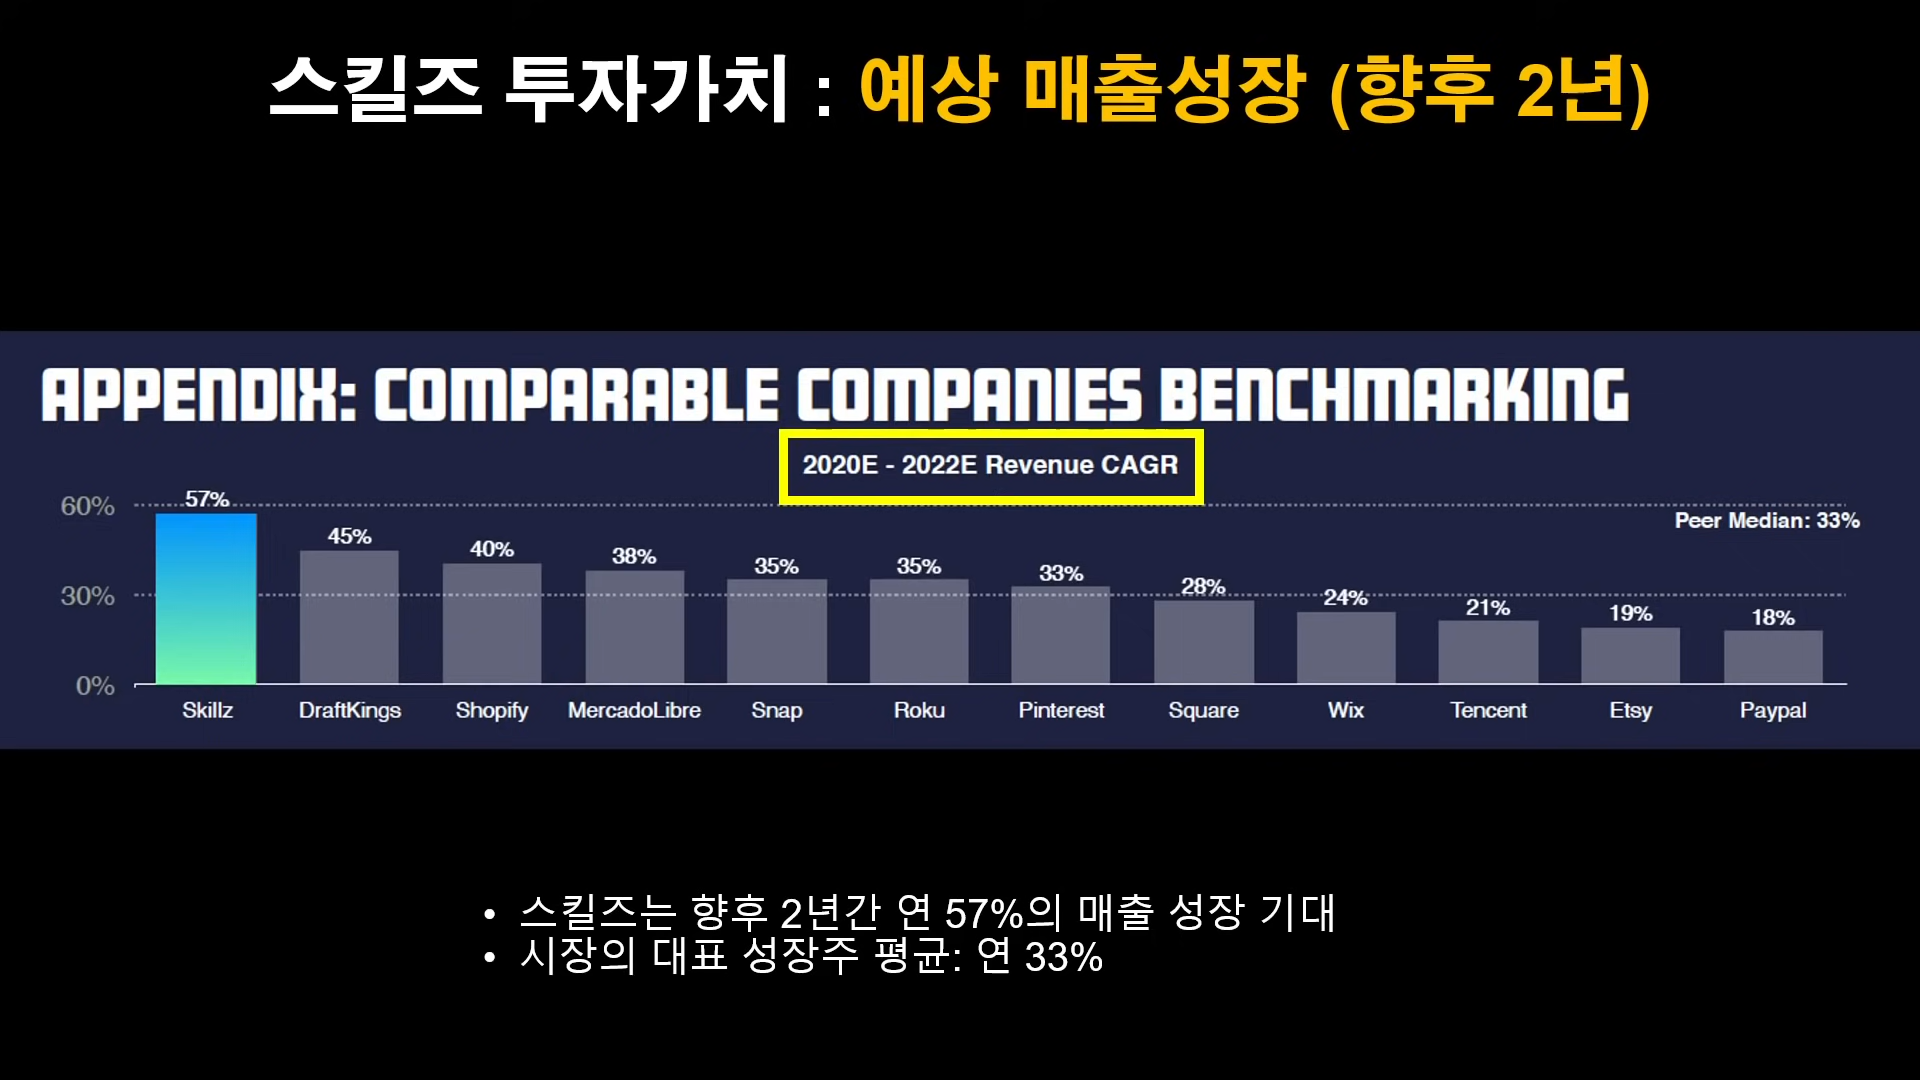 스킬즈 투자가치 : 예상 매출성장 (향후 2년)
APPENDIX: COMPARABLE COMPANIES BENCHMARKING
2020E - 2022E Revenue CAGR
Peer Median: 33%
60%
30%
0%
57%
45%
40%
38%
35%
35%
33%
28%
24%
21%
19%
18%
Skillz
DraftKings
Shopify
MercadoLibre
Snap
Roku
Pinterest
Square
Wix
Tencent
Etsy
Paypal
• 스킬즈는 향후 2년간 연 57%의 매출 성장 기대
• 시장의 대표 성장주 평균: 연 33%